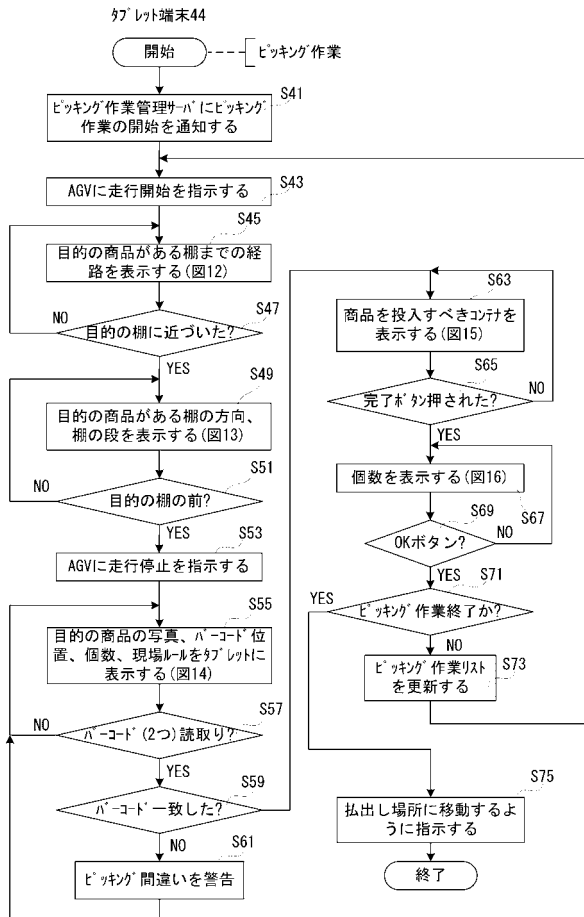 タブレット端末44
開始
ピッキング作業
S41
ピッキング作業管理サーバにピッキング
作業の開始を通知する
S43
AGVに走行開始を指示する
S45
目的の商品がある棚までの経
路を表示する(図12)
S47
目的の棚に近づいた?
NO
YES
S49
目的の商品がある棚の方向、
棚の段を表示する(図13)
S51
目的の棚の前?
NO
YES
S53
AGVに走行停止を指示する
S55
目的の商品の写真、バーコード位
置、個数、現場ルールをタブレットに
表示する(図14)
S57
バーコード(2つ)読取り?
NO
YES
S59
バーコード一致した?
NO
S61
ピッキング間違いを警告
S63
商品を投入すべきコンテナを
表示する(図15)
S65
完了ボタン押された?
NO
YES
個数を表示する(図16)
S67
S69
OKボタン?
NO
YES
S71
YES
ピッキング作業終了か?
NO
S73
ピッキング作業リスト
を更新する
S75
払出し場所に移動するよ
うに指示する
終了